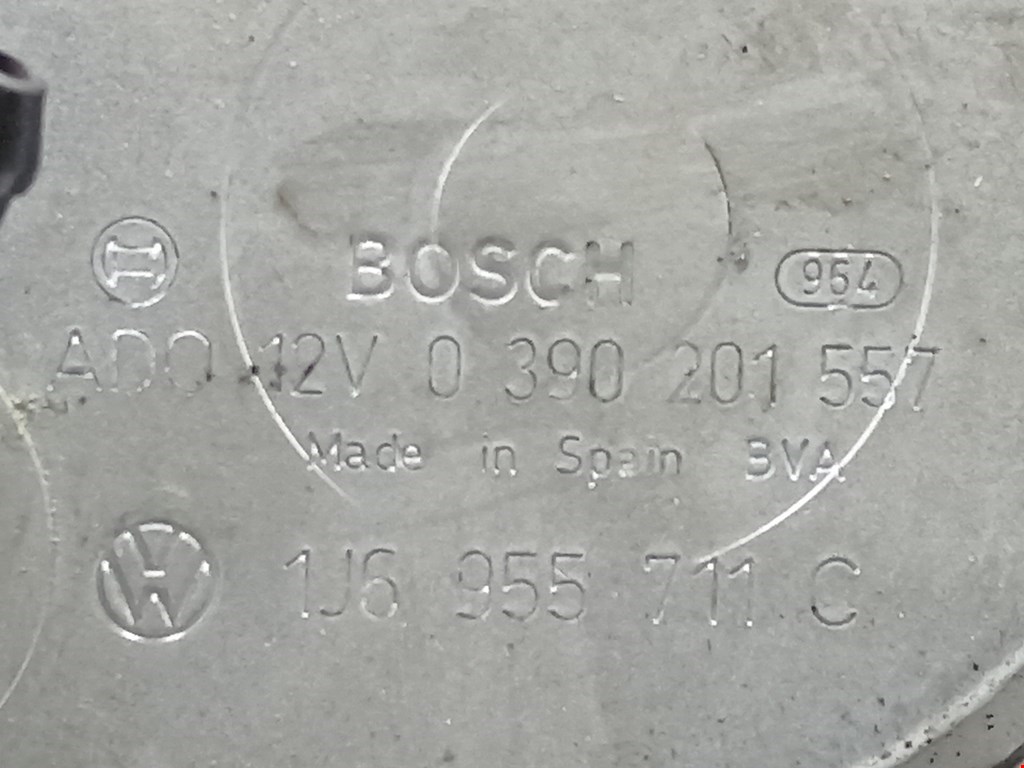 BOSCH 964
ADO 12V 0 390 201 557
Made in Spain BVA
1J6 955 711 C